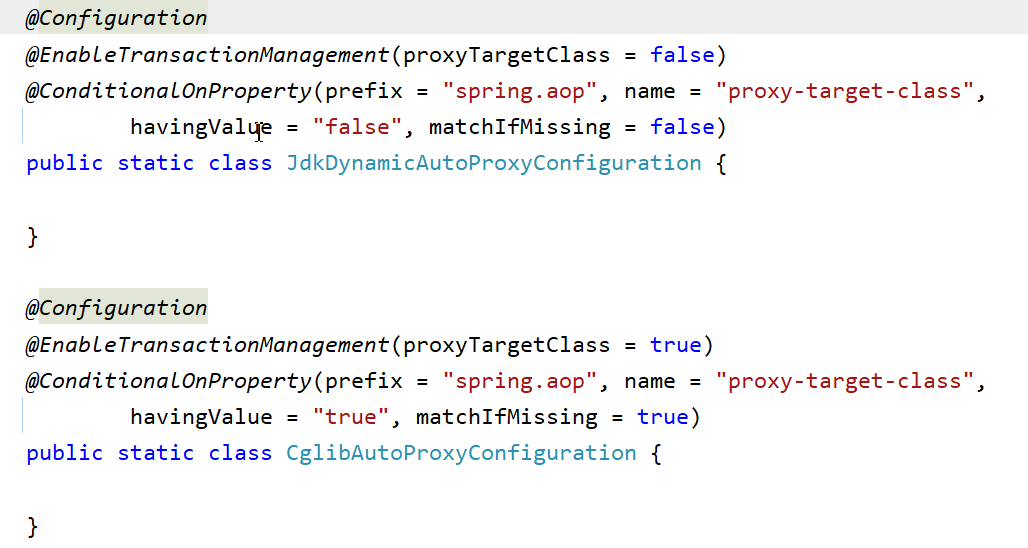 @Configuration
@EnableTransactionManagement(proxyTargetClass = false)
@ConditionalOnProperty(prefix = "spring.aop", name = "proxy-target-class",
havingValue = "false", matchIfMissing = false)
public static class JdkDynamicAutoProxyConfiguration {
}
@Configuration
@EnableTransactionManagement(proxyTargetClass = true)
@ConditionalOnProperty(prefix = "spring.aop", name = "proxy-target-class",
havingValue = "true", matchIfMissing = true)
public static class CglibAutoProxyConfiguration {
}